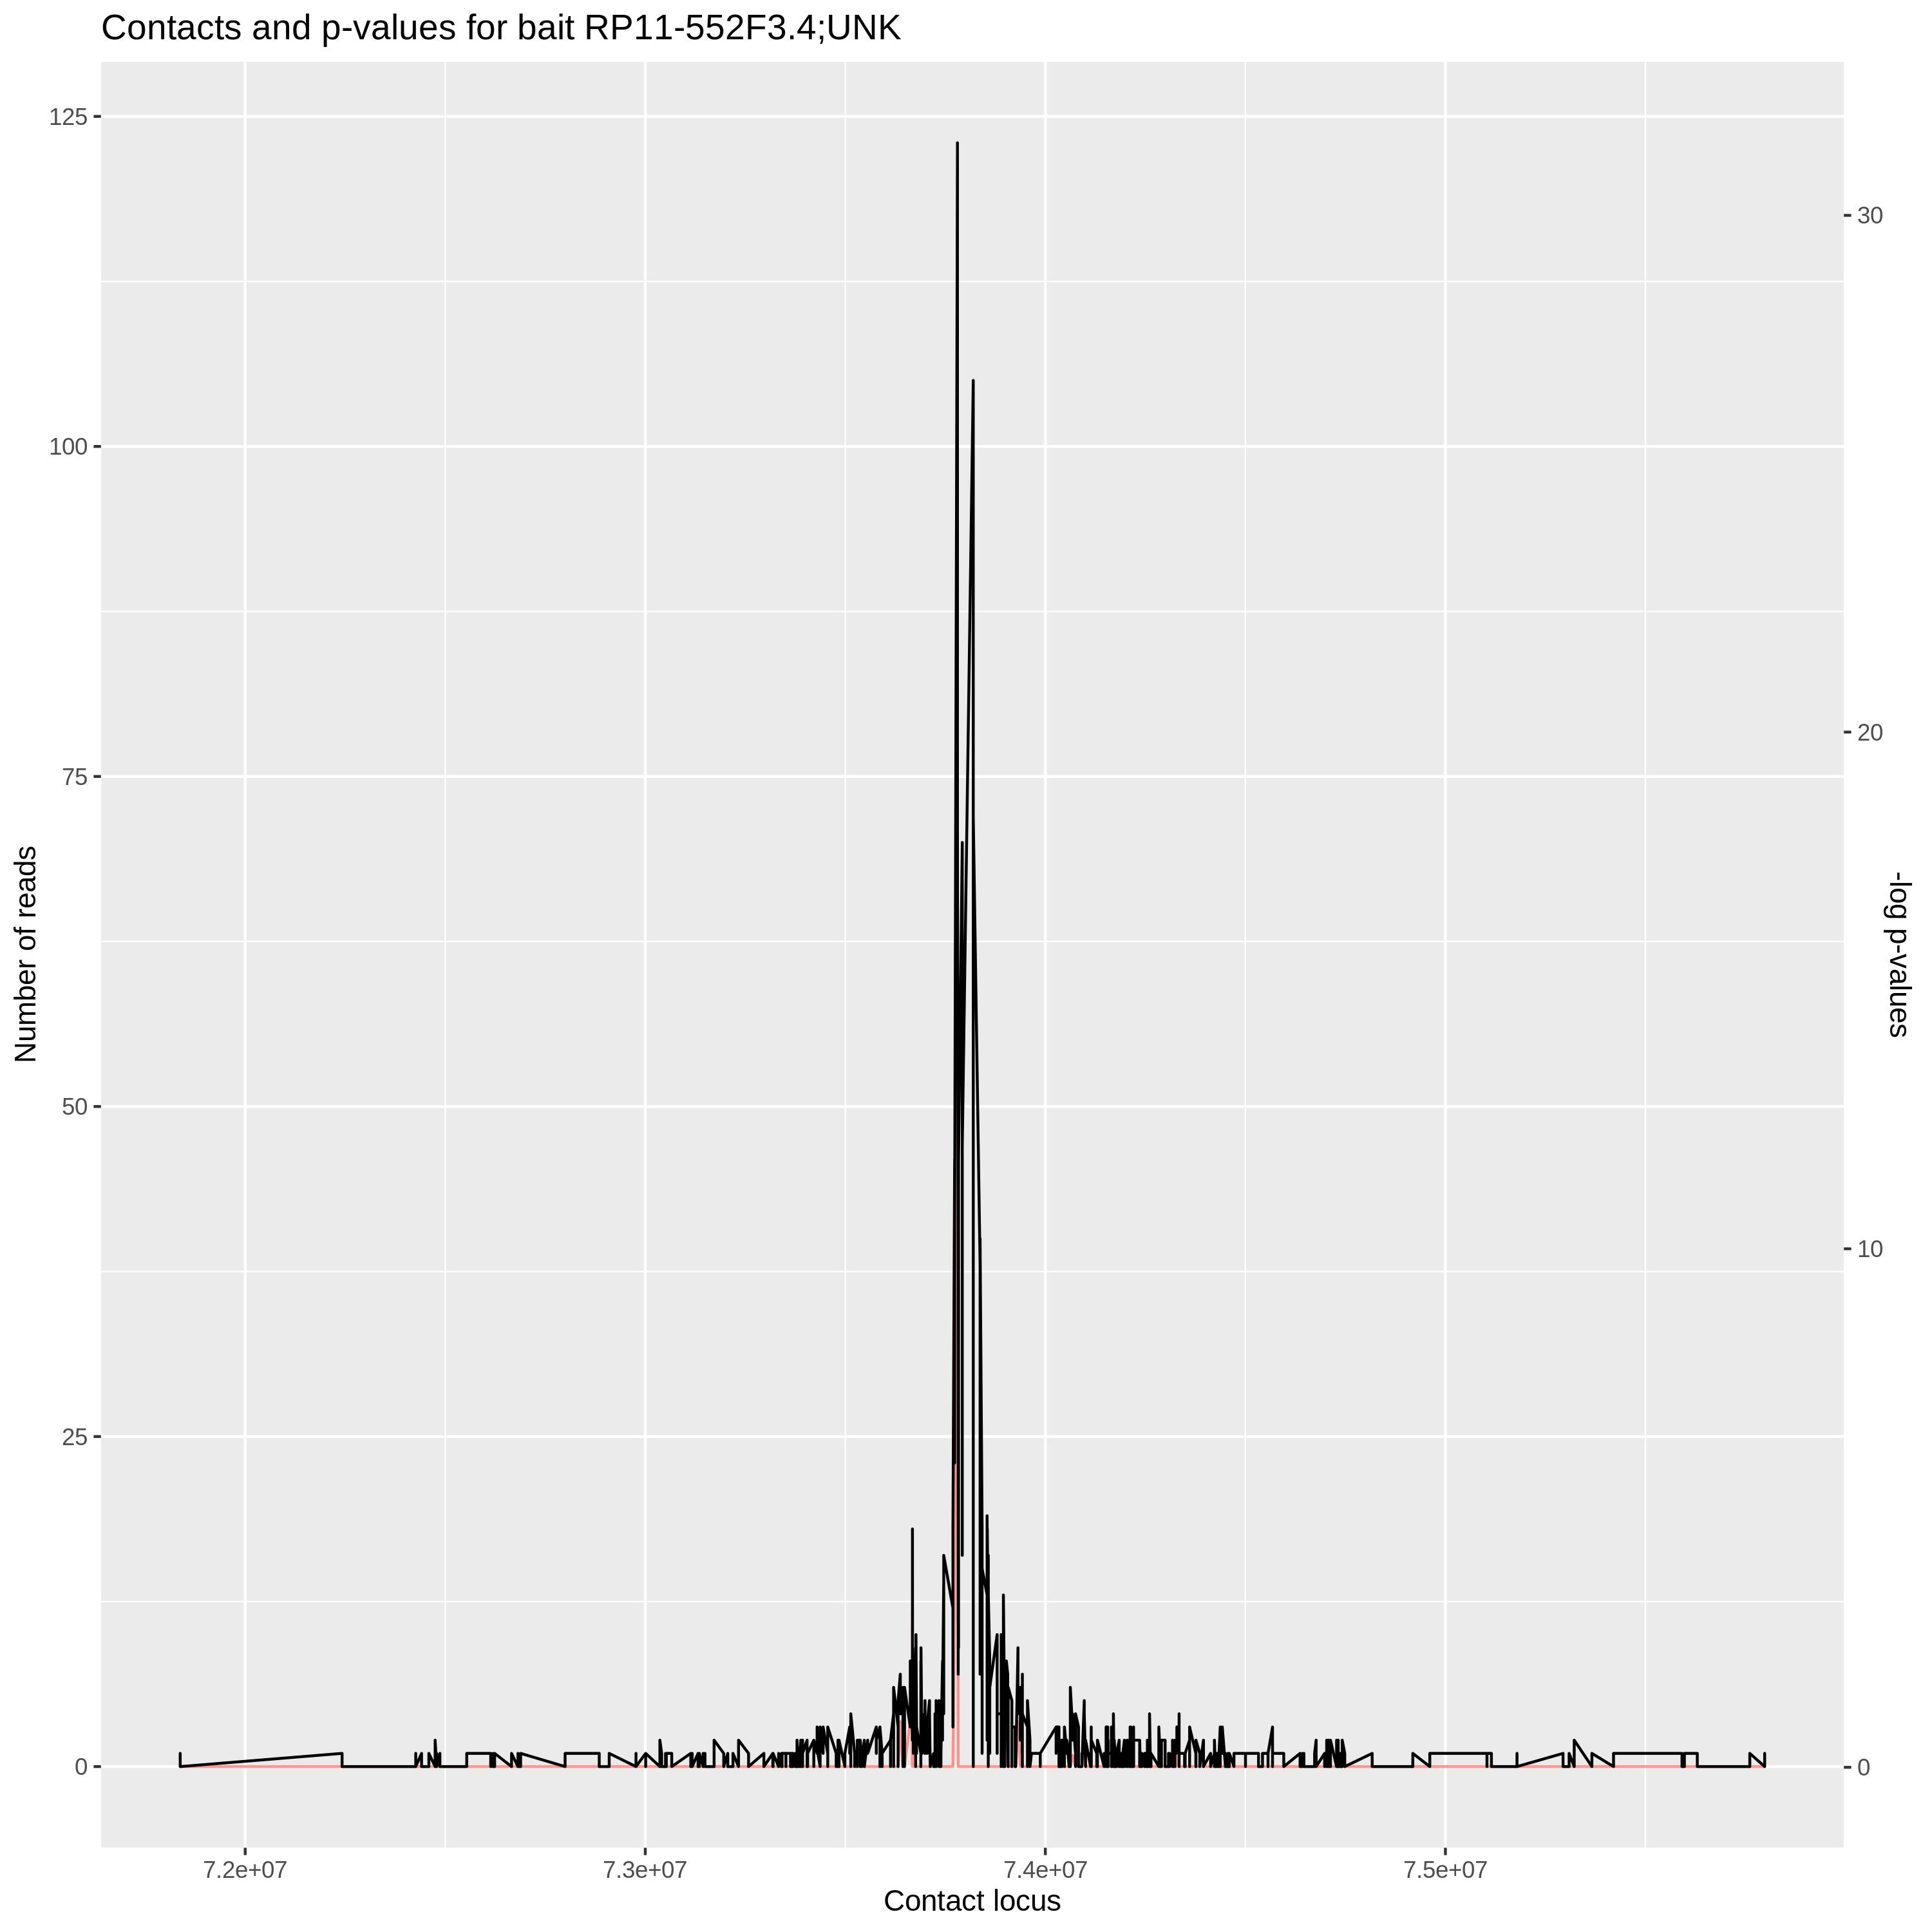 Contacts and p-values for bait RP11-552F3.4;UNK
125
100
75
50
25
0
Number of reads
30
20
10
0
-log p-values
7.2e+07
7.3e+07
7.4e+07
7.5e+07
Contact locus